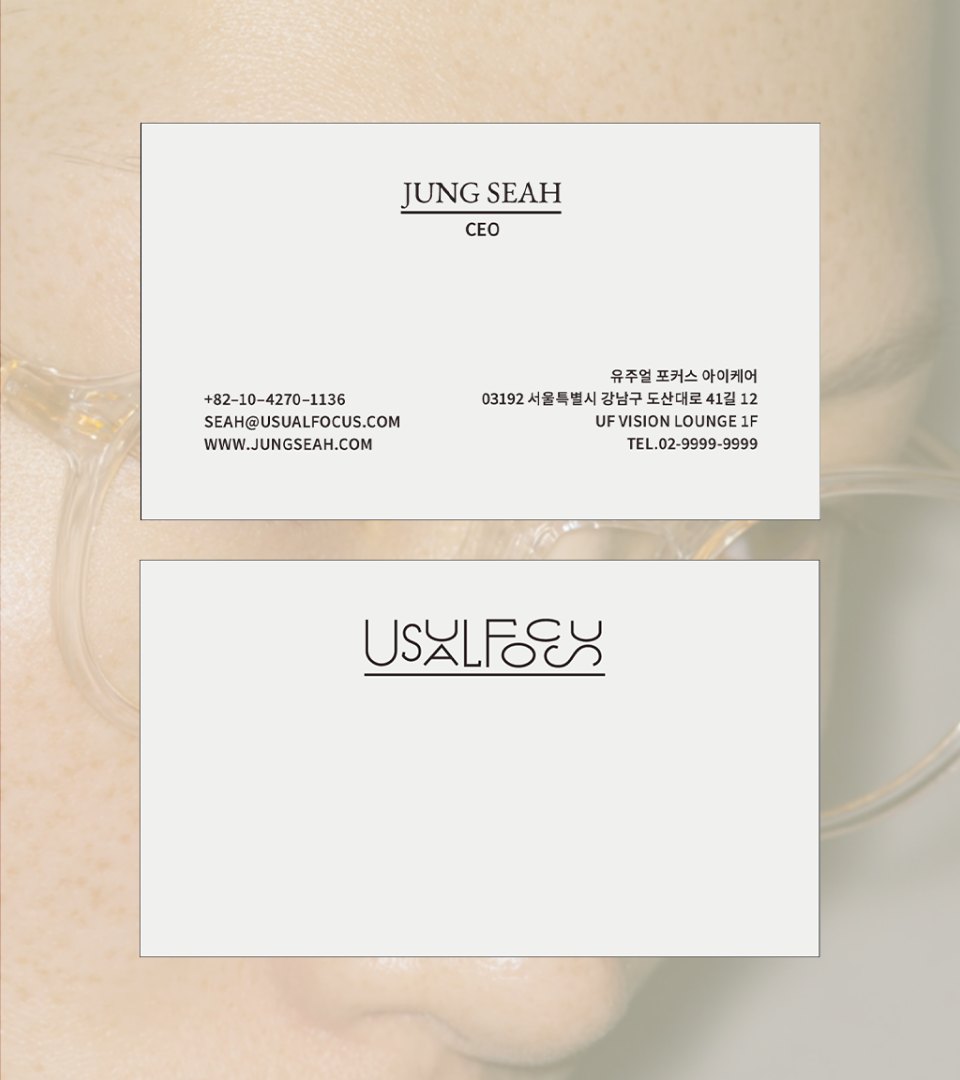 JUNG SEAH
CEO
+82-10-4270-1136
SEAH@USUALFOCUS.COM
WWW.JUNGSEAH.COM
유주얼 포커스 아이케어
03192 서울특별시 강남구 도산대로 41길 12
UF VISION LOUNGE 1F
TEL.02-9999-9999
USUALFOCUS